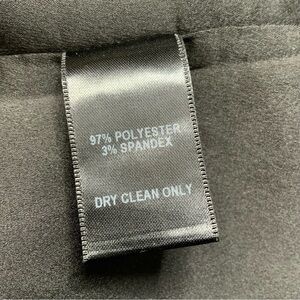 97% POLYESTER
3% SPANDEX
DRY CLEAN ONLY